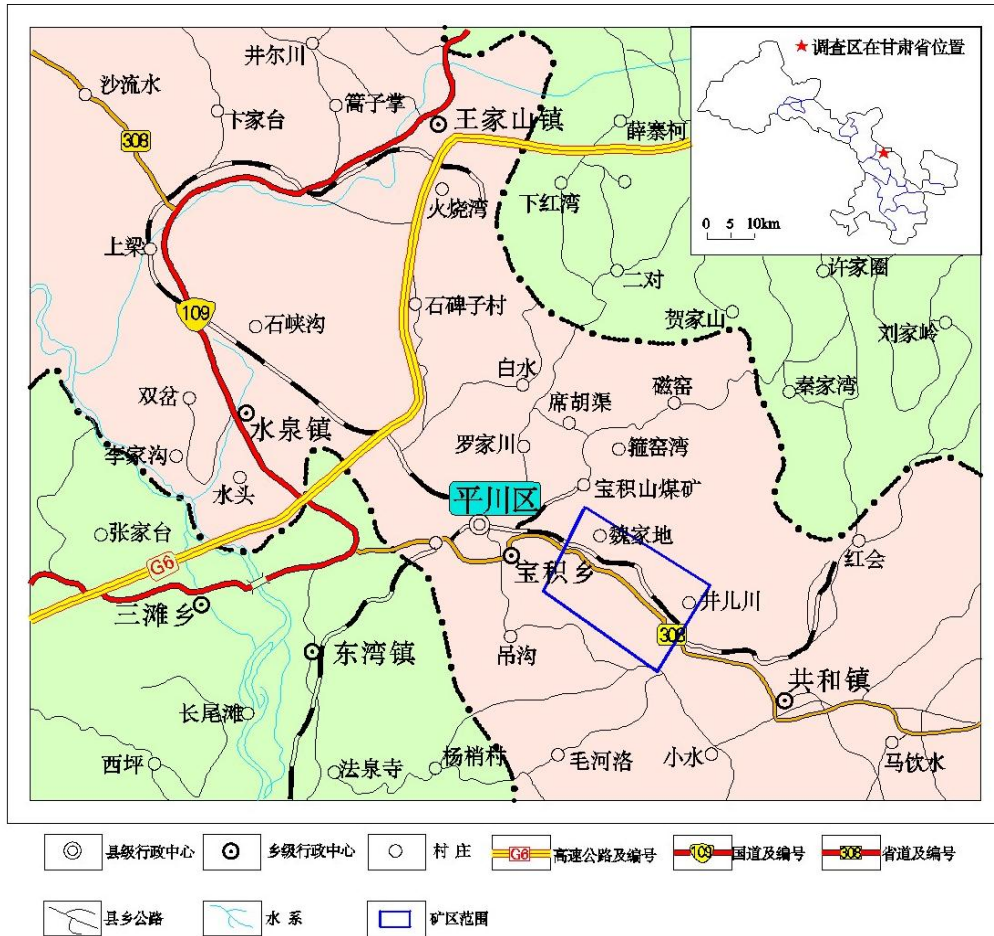 井尔川
★调查区在甘肃省位置
沙流水
篙子掌
卞家台
王家山镇
薛寨柯
308
火烧湾
下红湾
0 5 10km
上梁
二对
许家圈
109
石碑子村
石峡沟
贺家山
刘家岭
白水
磁窑
秦家湾
双岔
席胡渠
水泉镇
罗家川
箍窑湾
李家沟
水头
平川区
宝积山煤矿
张家台
魏家地
红会
G6
宝积乡
三滩乡
井儿川
308
东湾镇
吊沟
共和镇
长尾滩
西坪
法泉寺
杨梢村
毛河洛
小水
马饮水
县级行政中心
乡级行政中心
村庄
G6
高速公路及编号
109
国道及编号
308
省道及编号
县乡公路
水系
矿区范围